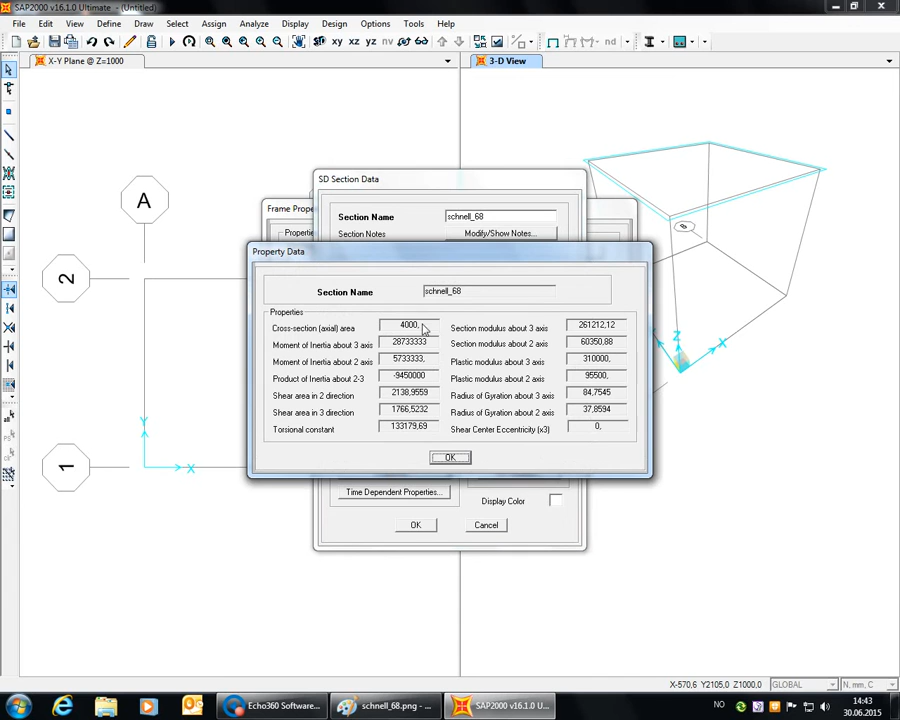 SAP2000 v16.1.0 Ultimate - (Untitled)
File Edit View Define Draw Select Assign Analyze Display Design Options Tools Help
X-Y Plane @ Z=1000
3-D View
A
2
1
Y
X
Z
X
SD Section Data
Section Name schnell_68
Section Notes Modify/Show Notes...
Frame Prope
Propertie
Property Data
Section Name schnell_68
Properties
Cross-section (axial) area 4000,
Moment of Inertia about 3 axis 28733333
Moment of Inertia about 2 axis 5733333,
Product of Inertia about 2-3 -9450000
Shear area in 2 direction 2138,9559
Shear area in 3 direction 1766,5232
Torsional constant 133179,69
Section modulus about 3 axis 261212,12
Section modulus about 2 axis 60350,88
Plastic modulus about 3 axis 310000,
Plastic modulus about 2 axis 95500,
Radius of Gyration about 3 axis 84,7545
Radius of Gyration about 2 axis 37,8594
Shear Center Eccentricity (x3) 0,
OK
Time Dependent Properties...
Display Color
OK Cancel
X-570,6 Y2105,0 Z1000,0 GLOBAL N, mm, C
Echo360 Software... schnell_68.png - ... SAP2000 v16.1.0 U...
NO
14:43
30.06.2015